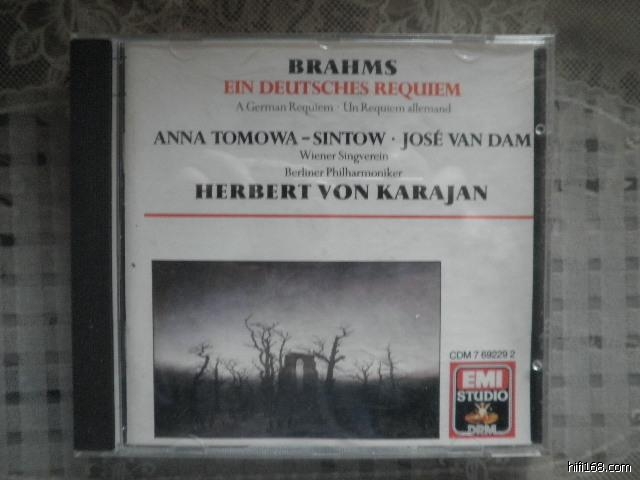 BRAHMS
EIN DEUTSCHES REQUIEM
A German Requiem · Un Requiem allemand
ANNA TOMOWA-SINTOW · JOSÉ VAN DAM
Wiener Singverein
Berliner Philharmoniker
HERBERT VON KARAJAN
CDM 7 69229 2
EMI
STUDIO
DRM
hifi168.com